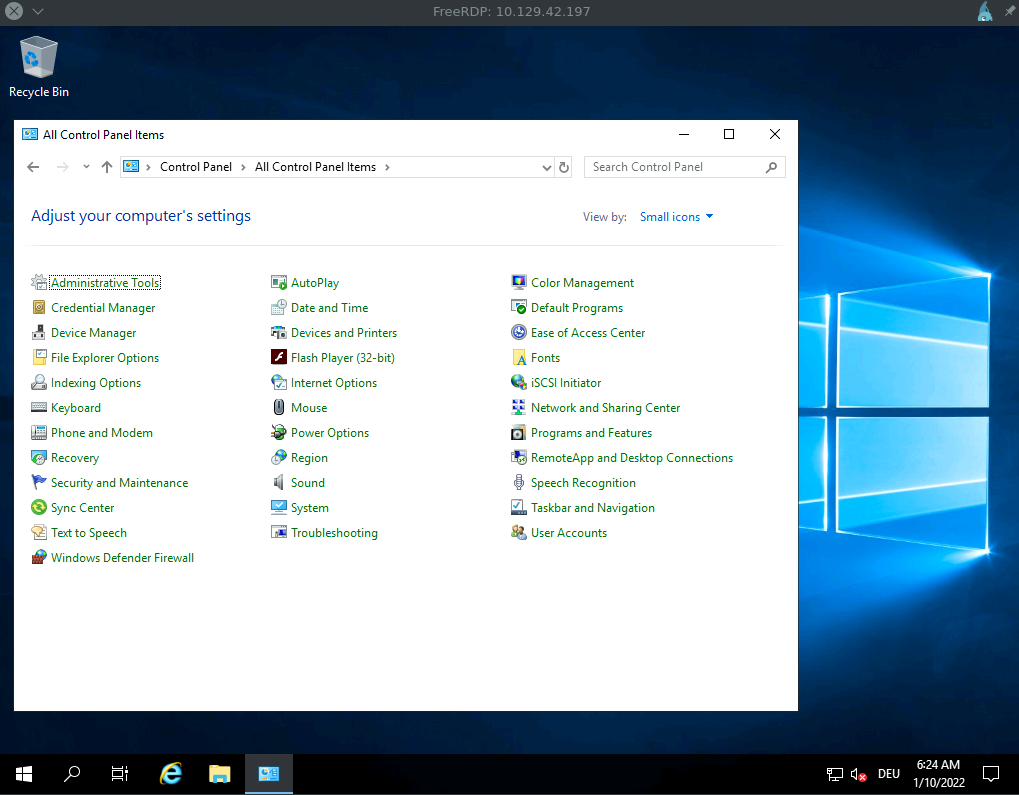 FreeRDP: 10.129.42.197
Recycle Bin
All Control Panel Items
Control Panel All Control Panel Items
Search Control Panel
Adjust your computer's settings
View by: Small icons
Administrative Tools AutoPlay Color Management
Credential Manager Date and Time Default Programs
Device Manager Devices and Printers Ease of Access Center
File Explorer Options Flash Player (32-bit) Fonts
Indexing Options Internet Options iSCSI Initiator
Keyboard Mouse Network and Sharing Center
Phone and Modem Power Options Programs and Features
Recovery Region RemoteApp and Desktop Connections
Security and Maintenance Sound Speech Recognition
Sync Center System Taskbar and Navigation
Text to Speech Troubleshooting User Accounts
Windows Defender Firewall
DEU
6:24 AM
1/10/2022